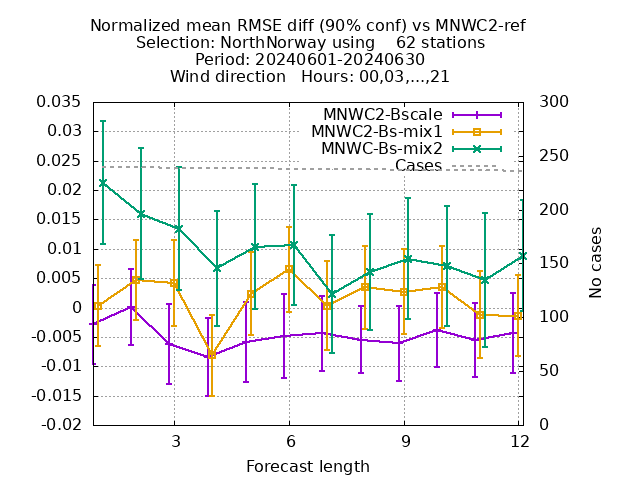 Normalized mean RMSE diff (90% conf) vs MNWC2-ref
Selection: NorthNorway using    62 stations
Period: 20240601-20240630
Wind direction   Hours: 00,03,...,21
0.035
0.03
0.025
0.02
0.015
0.01
0.005
0
-0.005
-0.01
-0.015
-0.02
MNWC2-Bscale
MNWC2-Bs-mix1
MNWC-Bs-mix2
Cases
300
250
200
150
100
50
0
No cases
3
6
9
12
Forecast length